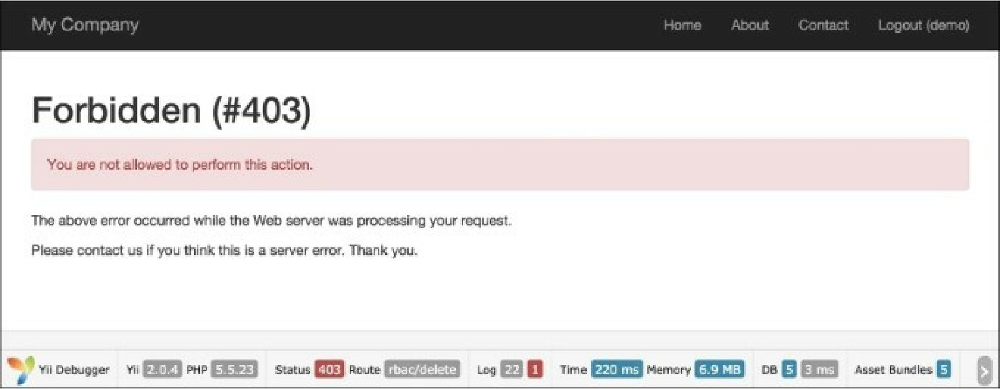 My Company Home About Contact Logout (demo)
Forbidden (#403)
You are not allowed to perform this action.
The above error occurred while the Web server was processing your request.
Please contact us if you think this is a server error. Thank you.
Yii Debugger Yii 2.0.4 PHP 5.5.23 Status 403 Route rbac/delete Log 22 1 Time 220 ms Memory 6.9 MB DB 5 3 ms Asset Bundles 5 >